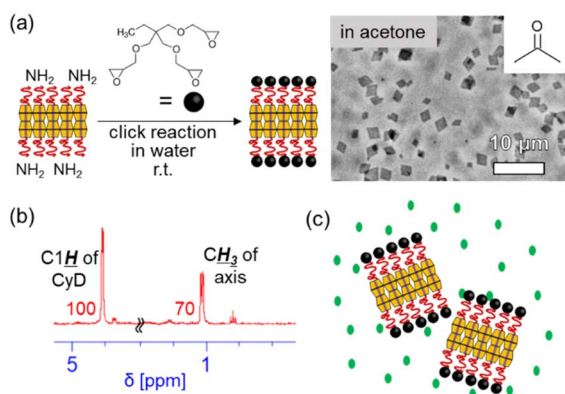 (a)
H₃C
O
O
O
O
O
O
NH₂ NH₂
NH₂ NH₂
=
click reaction
in water
r.t.
in acetone
O
10 μm
(b)
C1H of
CyD
CH₃ of
axis
100
70
5
1
δ [ppm]
(c)